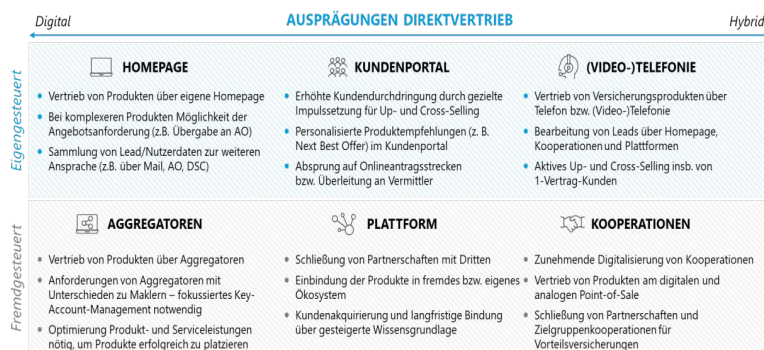 Digital
AUSPRÄGUNGEN DIREKTVERTRIEB
Hybrid
Eigengesteuert
HOMEPAGE
• Vertrieb von Produkten über eigene Homepage
• Bei komplexeren Produkten Möglichkeit der
Angebotsanforderung (z.B. Übergabe an AO)
• Sammlung von Lead/Nutzerdaten zur weiteren
Ansprache (z.B. über Mail, AO, DSC)
KUNDENPORTAL
• Erhöhte Kundendurchdringung durch gezielte
Impulssetzung für Up- und Cross-Selling
• Personalisierte Produktempfehlungen (z. B.
Next Best Offer) im Kundenportal
• Absprung auf Onlineantragsstrecken
bzw. Überleitung an Vermittler
(VIDEO-)TELEFONIE
• Vertrieb von Versicherungsprodukten über
Telefon bzw. (Video-)Telefonie
• Bearbeitung von Leads über Homepage,
Kooperationen und Plattformen
• Aktives Up- und Cross-Selling insb. von
1-Vertrag-Kunden
Fremdgesteuert
AGGREGATOREN
• Vertrieb von Produkten über Aggregatoren
• Anforderungen von Aggregatoren mit
Unterschieden zu Maklern – fokussiertes Key-
Account-Management notwendig
• Optimierung Produkt- und Serviceleistungen
nötig, um Produkte erfolgreich zu platzieren
PLATTFORM
• Schließung von Partnerschaften mit Dritten
• Einbindung der Produkte in fremdes bzw. eigenes
Ökosystem
• Kundenakquirierung und langfristige Bindung
über gesteigerte Wissensgrundlage
KOOPERATIONEN
• Zunehmende Digitalisierung von Kooperationen
• Vertrieb von Produkten am digitalen und
analogen Point-of-Sale
• Schließung von Partnerschaften und
Zielgruppenkooperationen für
Vorteilsversicherungen